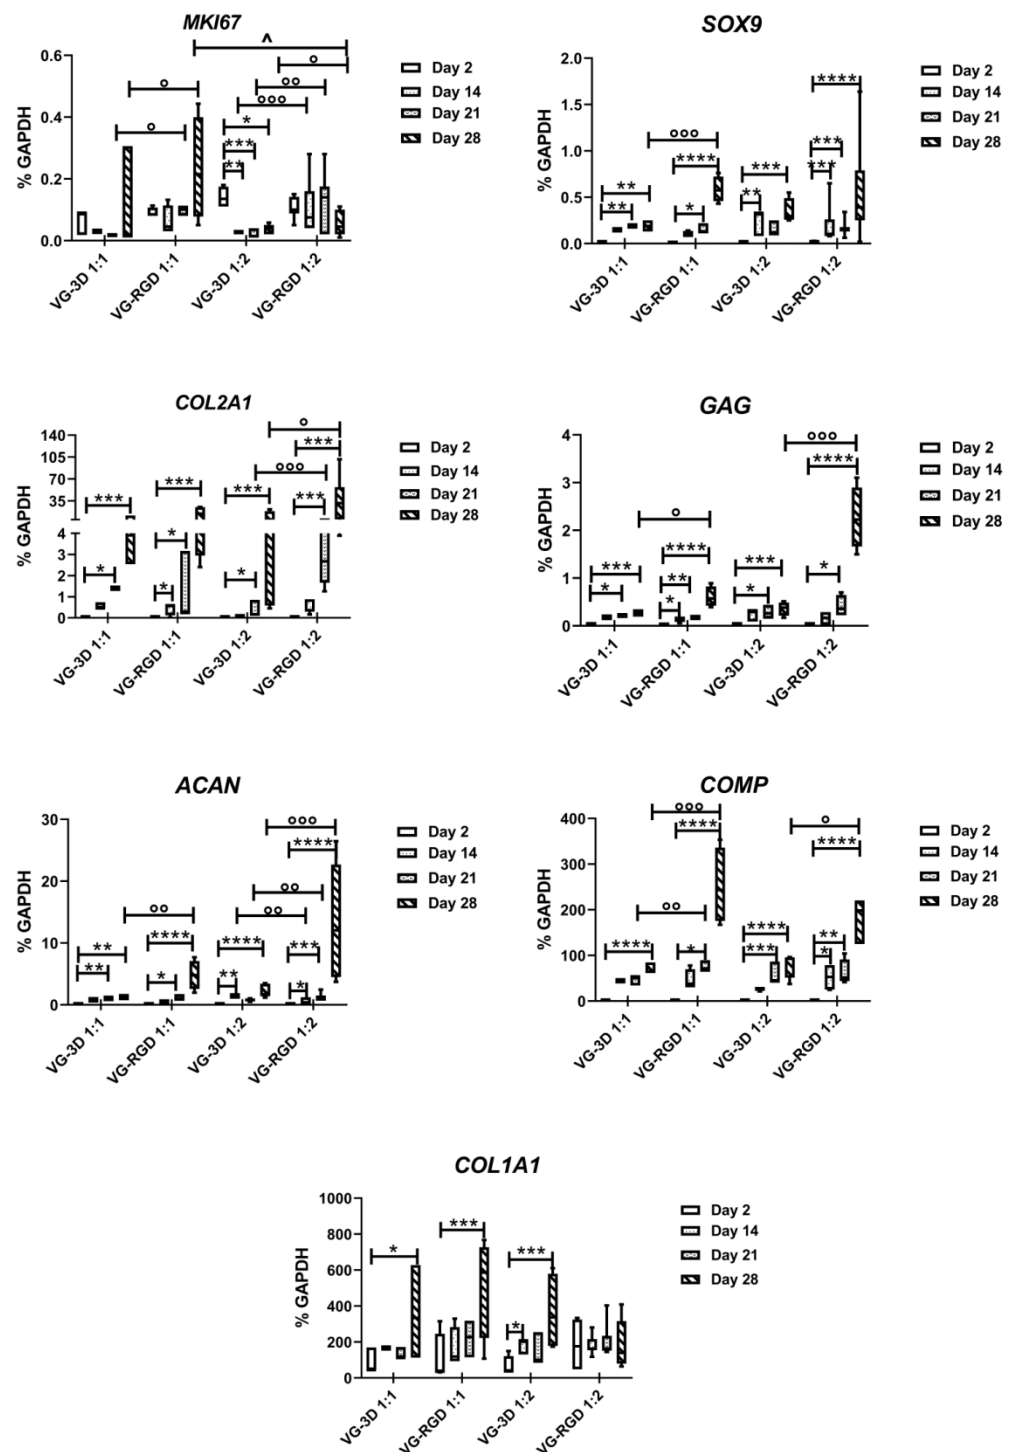 MKI67
^
o
o
oo
o
ooo
*
***
**
% GAPDH
0.6
0.4
0.2
0.0
VG-3D 1:1
VG-RGD 1:1
VG-3D 1:2
VG-RGD 1:2
Day 2
Day 14
Day 21
Day 28
SOX9
****
ooo
****
***
***
**
**
**
***
*
% GAPDH
2.0
1.5
1.0
0.5
0.0
VG-3D 1:1
VG-RGD 1:1
VG-3D 1:2
VG-RGD 1:2
Day 2
Day 14
Day 21
Day 28
COL2A1
o
***
ooo
***
***
***
***
*
*
*
*
% GAPDH
140
105
70
35
4
3
2
1
0
VG-3D 1:1
VG-RGD 1:1
VG-3D 1:2
VG-RGD 1:2
Day 2
Day 14
Day 21
Day 28
GAG
ooo
****
o
****
***
***
**
*
*
*
*
% GAPDH
4
3
2
1
0
VG-3D 1:1
VG-RGD 1:1
VG-3D 1:2
VG-RGD 1:2
Day 2
Day 14
Day 21
Day 28
ACAN
ooo
****
oo
oo
oo
**
****
****
***
**
*
**
*
% GAPDH
30
20
10
0
VG-3D 1:1
VG-RGD 1:1
VG-3D 1:2
VG-RGD 1:2
Day 2
Day 14
Day 21
Day 28
COMP
ooo
****
o
****
oo
****
****
**
*
***
*
% GAPDH
400
300
200
100
0
VG-3D 1:1
VG-RGD 1:1
VG-3D 1:2
VG-RGD 1:2
Day 2
Day 14
Day 21
Day 28
COL1A1
***
*
***
*
% GAPDH
1000
800
600
400
200
0
VG-3D 1:1
VG-RGD 1:1
VG-3D 1:2
VG-RGD 1:2
Day 2
Day 14
Day 21
Day 28